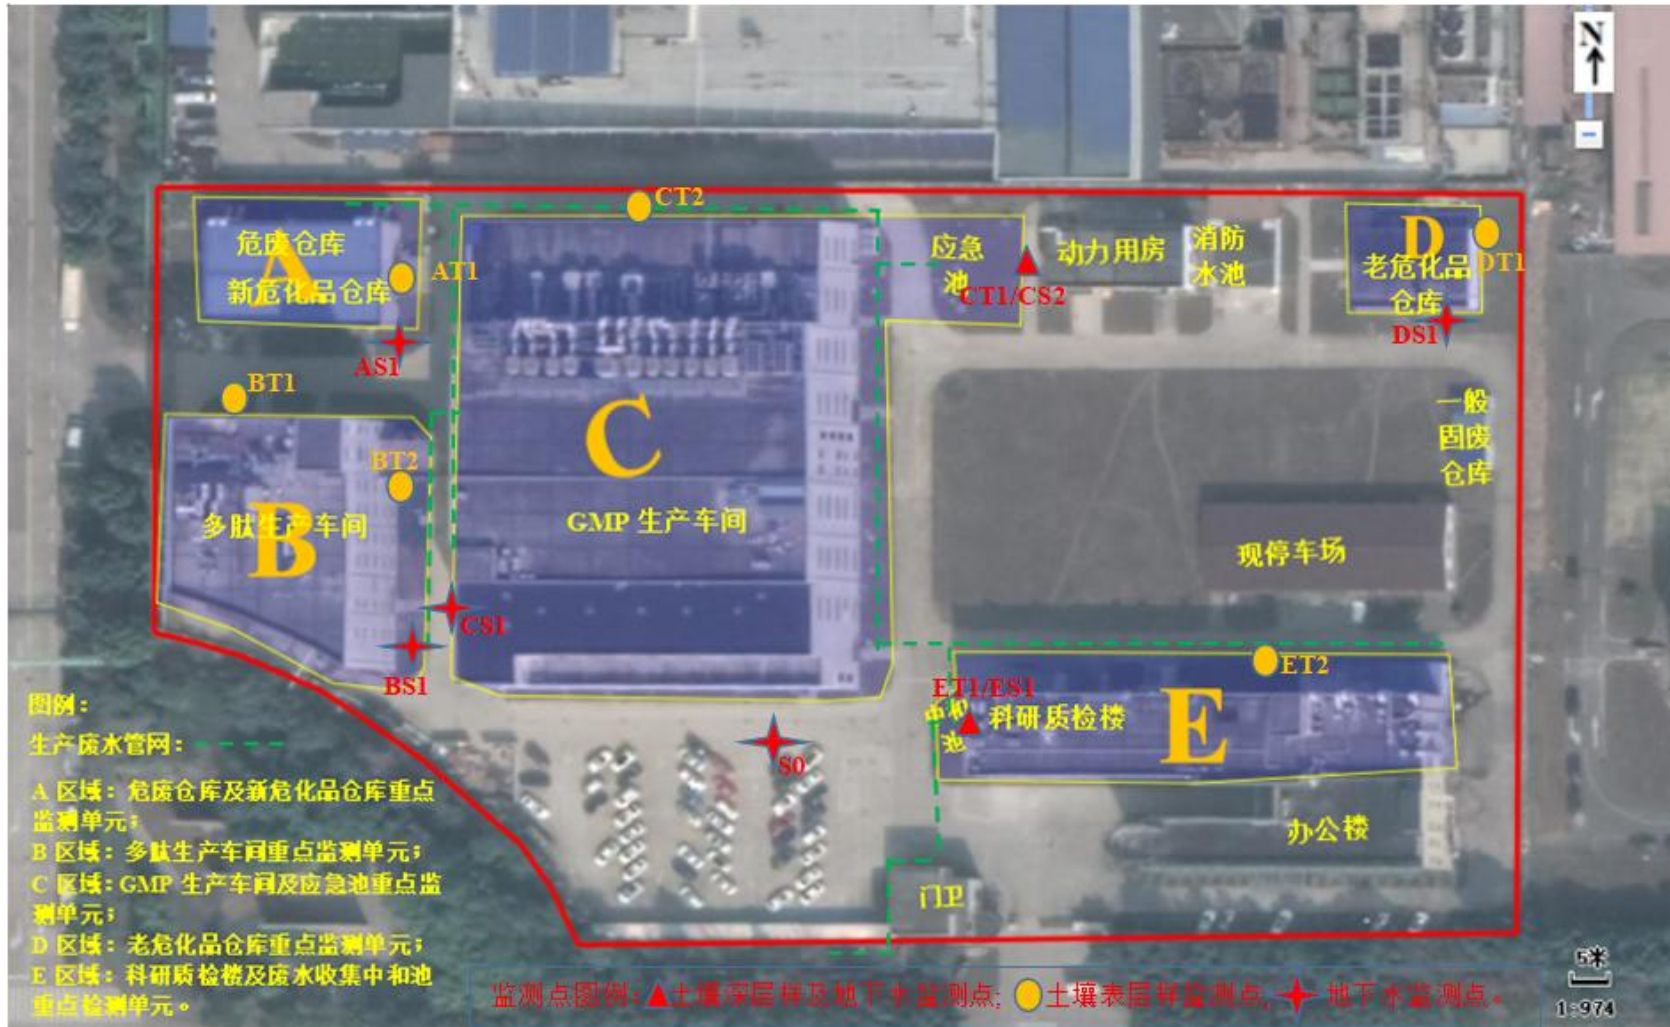 N
CT2
危废仓库
A
AT1
新危化品仓库
应急
池
动力用房
消防
水池
D
老危化品
仓库
DT1
CT1/CS2
DS1
AS1
BT1
一般
固废
仓库
C
BT2
多肽生产车间
B
GMP 生产车间
现停车场
CS1
BS1
ET2
ET1/ES1
中和
池
科研质检楼
E
S0
办公楼
门卫
图例：
生产废水管网：
A 区域：危废仓库及新危化品仓库重点
监测单元；
B 区域：多肽生产车间重点监测单元；
C 区域：GMP 生产车间及应急池重点监
测单元；
D 区域：老危化品仓库重点监测单元；
E 区域：科研质检楼及废水收集中和池
重点检测单元。
监测点图例：土壤深层样及地下水监测点；土壤表层样监测点，地下水监测点。
5米
1:974